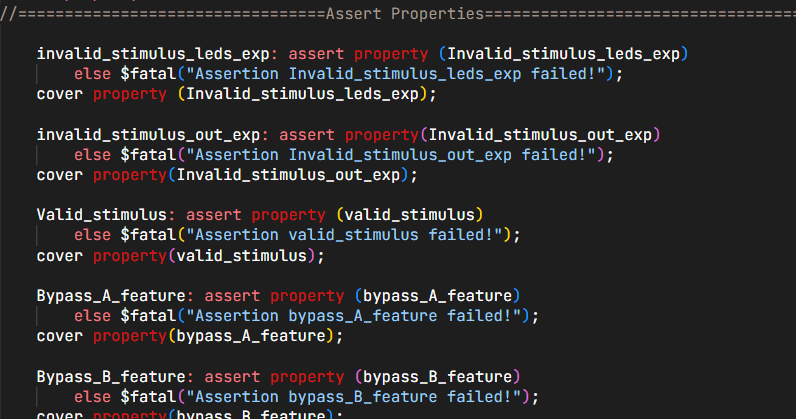 //=================================Assert Properties=================================
invalid_stimulus_leds_exp: assert property (Invalid_stimulus_leds_exp)
else $fatal("Assertion Invalid_stimulus_leds_exp failed!");
cover property (Invalid_stimulus_leds_exp);
invalid_stimulus_out_exp: assert property(Invalid_stimulus_out_exp)
else $fatal("Assertion Invalid_stimulus_out_exp failed!");
cover property(Invalid_stimulus_out_exp);
Valid_stimulus: assert property (valid_stimulus)
else $fatal("Assertion valid_stimulus failed!");
cover property(valid_stimulus);
Bypass_A_feature: assert property (bypass_A_feature)
else $fatal("Assertion bypass_A_feature failed!");
cover property(bypass_A_feature);
Bypass_B_feature: assert property (bypass_B_feature)
else $fatal("Assertion bypass_B_feature failed!");
cover property(bypass_B_feature);